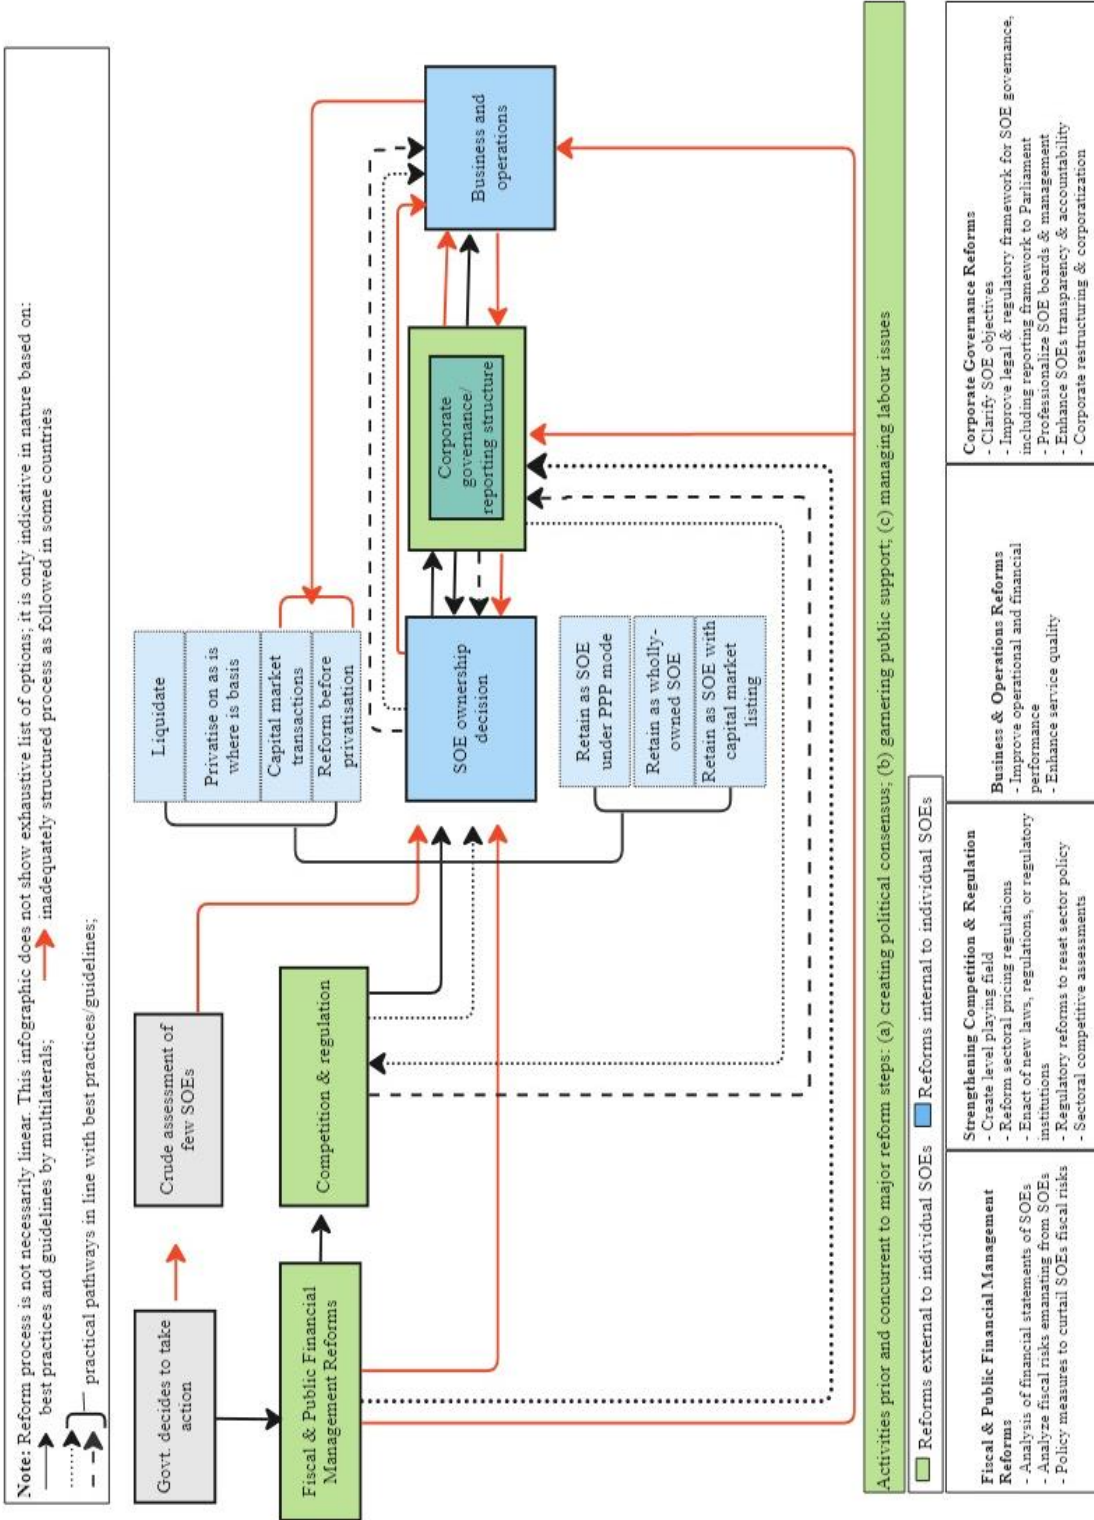 Note: Reform process is not necessarily linear. This infographic does not show exhaustive list of options; it is only indicative in nature based on:
best practices and guidelines by multilaterals;
inadequately structured process as followed in some countries
practical pathways in line with best practices/guidelines;
Govt. decides to take
action
Crude assessment of
few SOEs
Liquidate
Privatise on as is
where is basis
Capital market
transactions
Reform before
privatisation
Fiscal & Public Financial
Management Reforms
Competition & regulation
SOE ownership
decision
Corporate
governance/
reporting structure
Business and
operations
Retain as SOE
under PPP mode
Retain as wholly-
owned SOE
Retain as SOE with
capital market
listing
Activities prior and concurrent to major reform steps: (a) creating political consensus; (b) garnering public support; (c) managing labour issues
Reforms external to individual SOEs
Reforms internal to individual SOEs
Fiscal & Public Financial Management
Reforms
- Analysis of financial statements of SOEs
- Analyze fiscal risks emanating from SOEs
- Policy measures to curtail SOEs fiscal risks
Strengthening Competition & Regulation
- Create level playing field
- Reform sectoral pricing regulations
- Enact of new laws, regulations, or regulatory
institutions
- Regulatory reforms to reset sector policy
- Sectoral competitive assessments
Business & Operations Reforms
- Improve operational and financial
performance
- Enhance service quality
Corporate Governance Reforms
- Clarify SOE objectives
- Improve legal & regulatory framework for SOE governance,
including reporting framework to Parliament
- Professionalize SOE boards & management
- Enhance SOEs transparency & accountability
- Corporate restructuring & corporatization